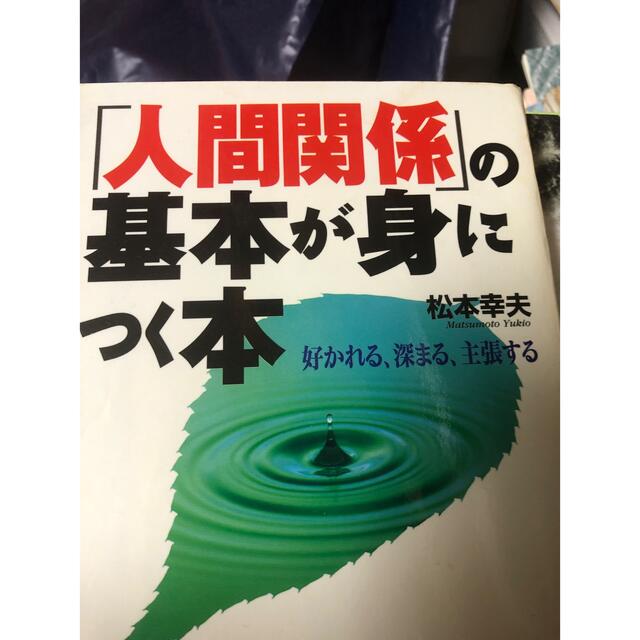 「人間関係」の
基本が身に
つく本
松本幸夫
Matsumoto Yukio
好かれる、深まる、主張する